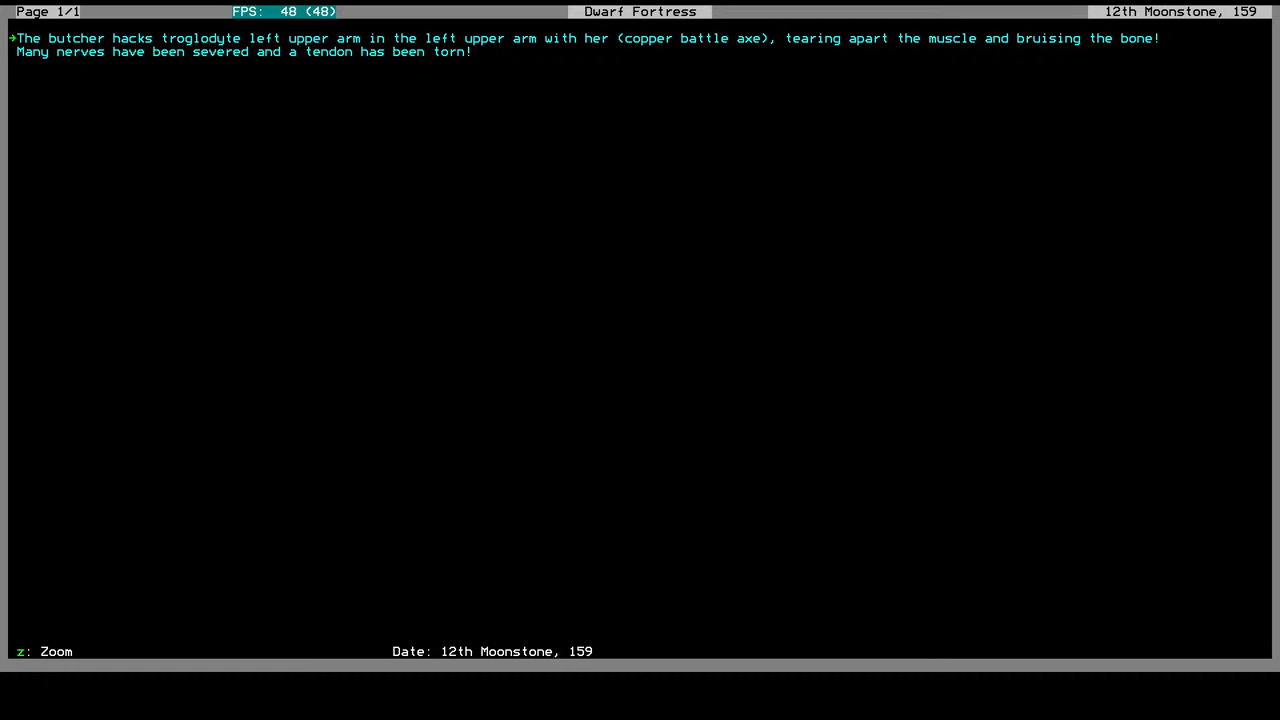 Page 1/1 FPS: 48 (48) Dwarf Fortress 12th Moonstone, 159
The butcher hacks troglodyte left upper arm in the left upper arm with her (copper battle axe), tearing apart the muscle and bruising the bone!
Many nerves have been severed and a tendon has been torn!
z: Zoom Date: 12th Moonstone, 159